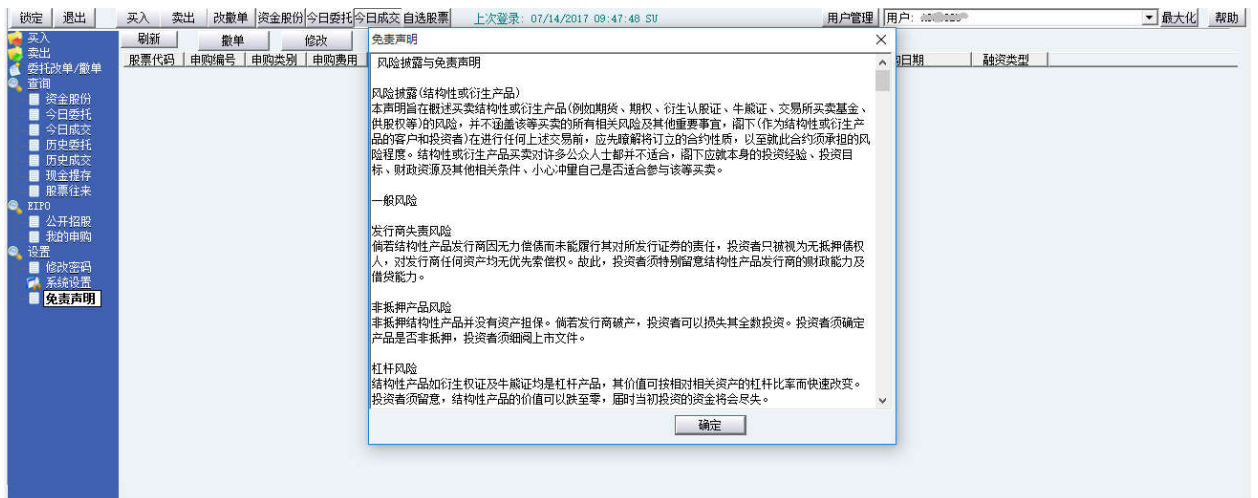 锁定 退出 买入 卖出 改撤单 资金股份 今日委托 今日成交 自选股票 上次登录: 07/14/2017 09:47:48 SU 用户管理 用户: 最大化 帮助
买入
卖出
委托改单/撤单
查询
资金股份
今日委托
今日成交
历史委托
历史成交
现金提存
股票往来
EIPO
公开招股
我的申购
设置
修改密码
系统设置
免责声明
刷新 撤单 修改
股票代码 申购编号 申购类别 申购费用 日期 融资类型
免责声明
风险披露与免责声明
风险披露(结构性或衍生产品)
本声明旨在概述买卖结构性或衍生产品(例如期货、期权、衍生认股证、牛熊证、交易所买卖基金、
供股权等)的风险，并不涵盖该等买卖的所有相关风险及其他重要事宜，阁下(作为结构性或衍生产
品的客户和投资者)在进行任何上述交易前，应先瞭解将订立的合约性质，以至就此合约须承担的风
险程度。结构性或衍生产品买卖对许多公众人士都并不适合，阁下应就本身的投资经验、投资目
标、财政资源及其他相关条件、小心冲量自己是否适合参与该等买卖。
一般风险
发行商失责风险
倘若结构性产品发行商因无力偿债而未能履行其对所发行证券的责任，投资者只被视为无抵押债权
人，对发行商任何资产均无优先索偿权。故此，投资者须特别留意结构性产品发行商的财政能力及
借贷能力。
非抵押产品风险
非抵押结构性产品并没有资产担保。倘若发行商破产，投资者可以损失其全数投资。投资者须确定
产品是否非抵押，投资者须细阅上市文件。
杠杆风险
结构性产品如衍生权证及牛熊证均是杠杆产品，其价值可按相对相关资产的杠杆比率而快速改变。
投资者须留意，结构性产品的价值可以跌至零，届时当初投资的资金将会尽失。
确定